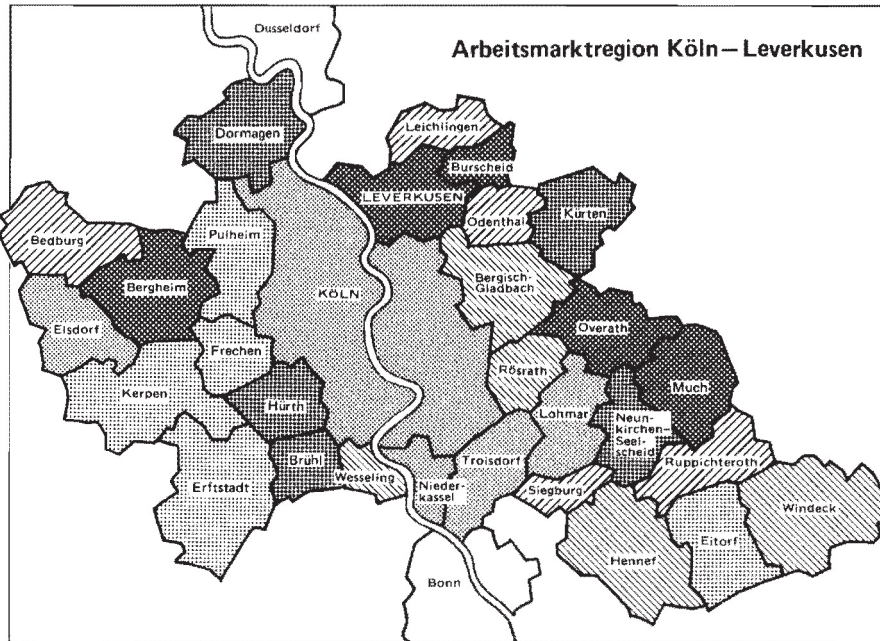 Dusseldorf
Arbeitsmarktregion Köln–Leverkusen
Dormagen
Leichlingen
Burscheid
LEVERKUSEN
Odenthal
Kürten
Bedburg
Pulheim
Bergheim
KÖLN
Bergisch-
Gladbach
Elsdorf
Frechen
Overath
Kerpen
Rösrath
Much
Hürth
Lohmar
Neun-
kirchen-
Seel-
scheid
Brühl
Wesseling
Nieder-
kassel
Troisdorf
Ruppichteroth
Erftstadt
Siegburg
Windeck
Hennef
Eitorf
Bonn